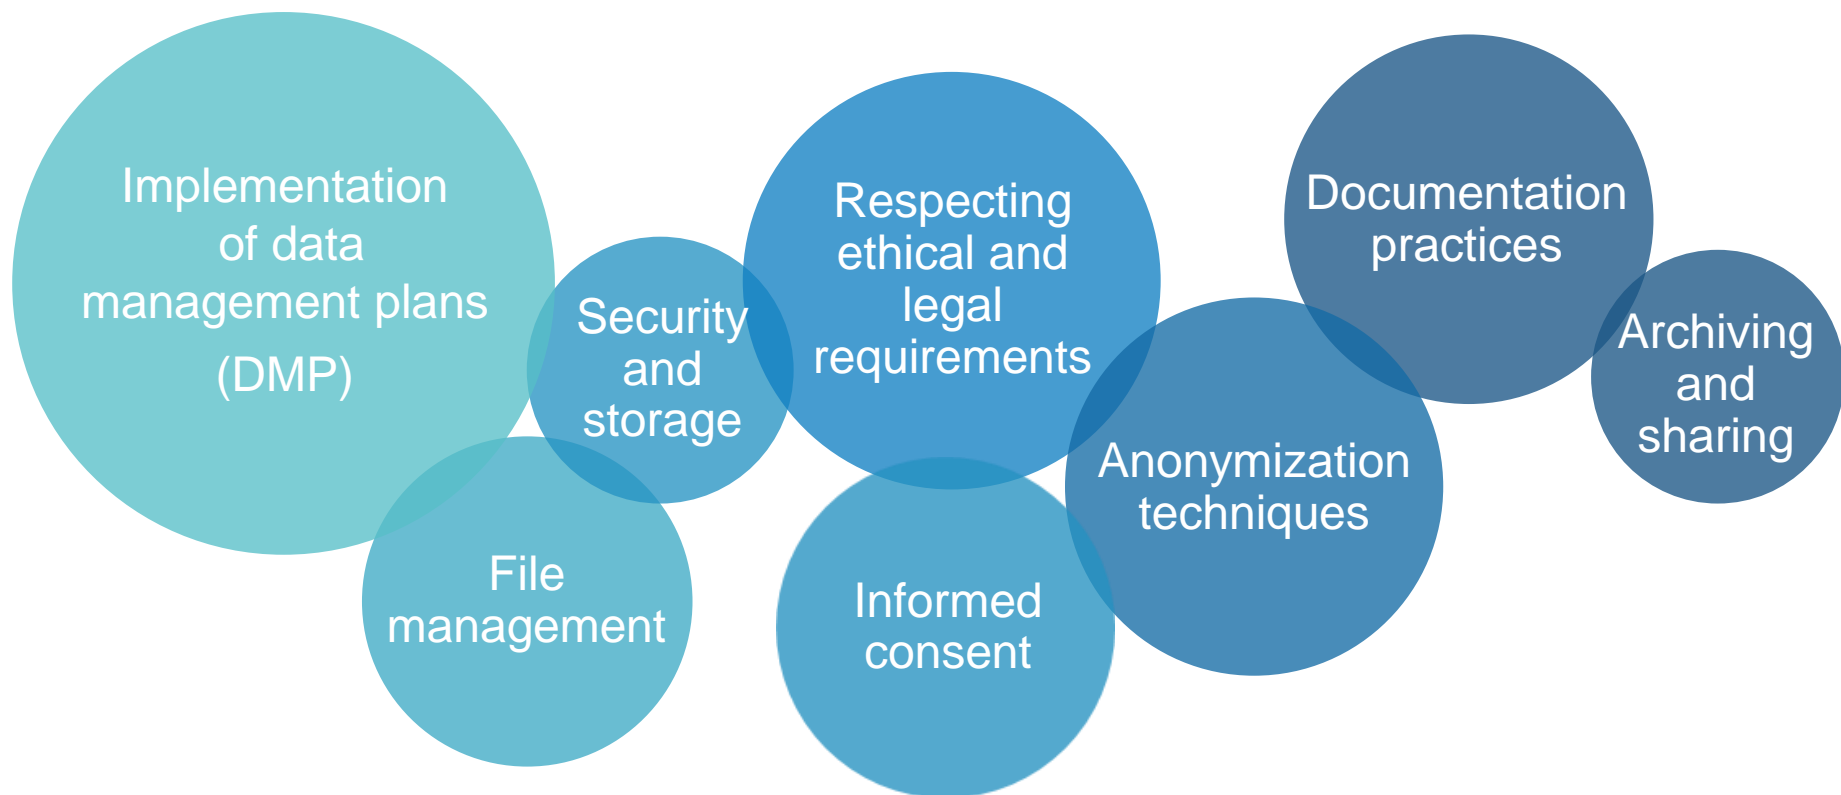 Implementation
of data
management plans
(DMP)
File
management
Security
and
storage
Respecting
ethical and
legal
requirements
Informed
consent
Anonymization
techniques
Documentation
practices
Archiving
and
sharing